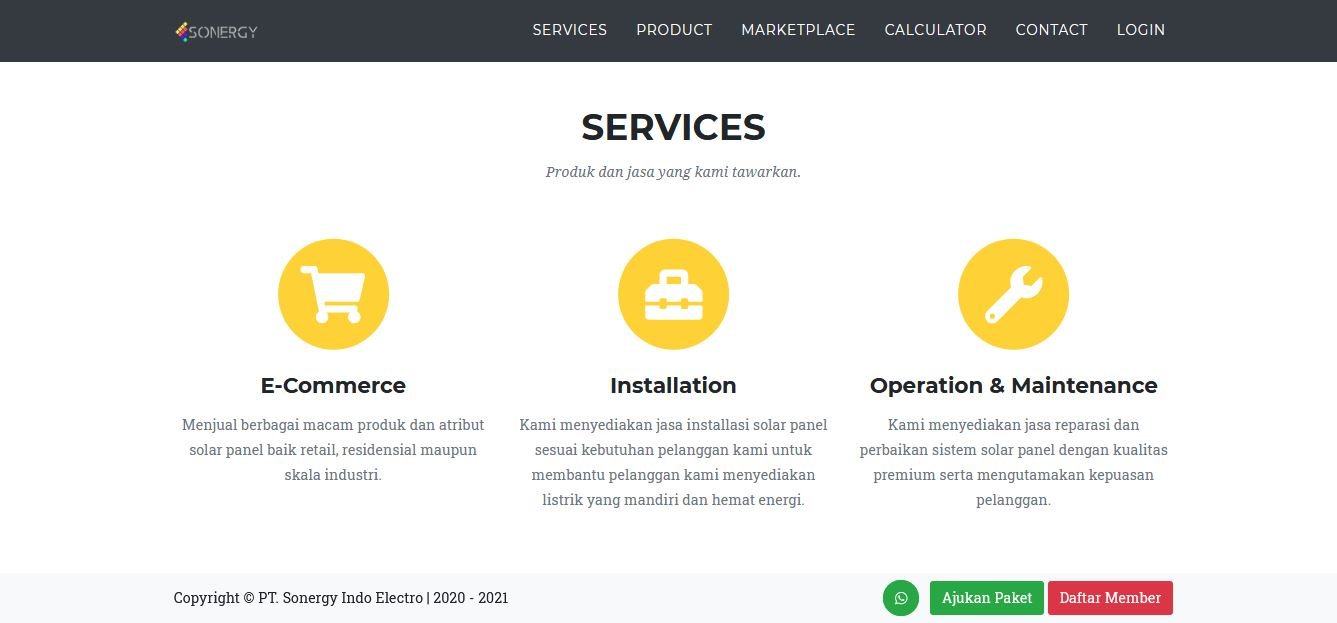 SONERGY SERVICES PRODUCT MARKETPLACE CALCULATOR CONTACT LOGIN
SERVICES
Produk dan jasa yang kami tawarkan.
E-Commerce
Menjual berbagai macam produk dan atribut
solar panel baik retail, residensial maupun
skala industri.
Installation
Kami menyediakan jasa installasi solar panel
sesuai kebutuhan pelanggan kami untuk
membantu pelanggan kami menyediakan
listrik yang mandiri dan hemat energi.
Operation & Maintenance
Kami menyediakan jasa reparasi dan
perbaikan sistem solar panel dengan kualitas
premium serta mengutamakan kepuasan
pelanggan.
Copyright © PT. Sonergy Indo Electro | 2020 - 2021 Ajukan Paket Daftar Member